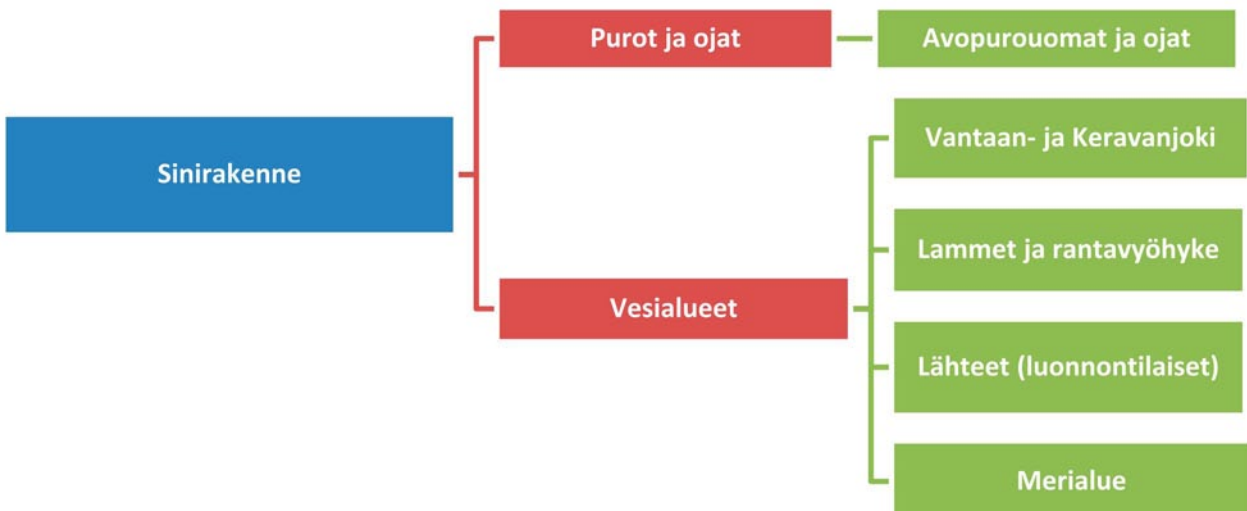 Sinirakenne
Purot ja ojat
Avopurouomat ja ojat
Vesialueet
Vantaan- ja Keravanjoki
Lammet ja rantavyöhyke
Lähteet (luonnontilaiset)
Merialue